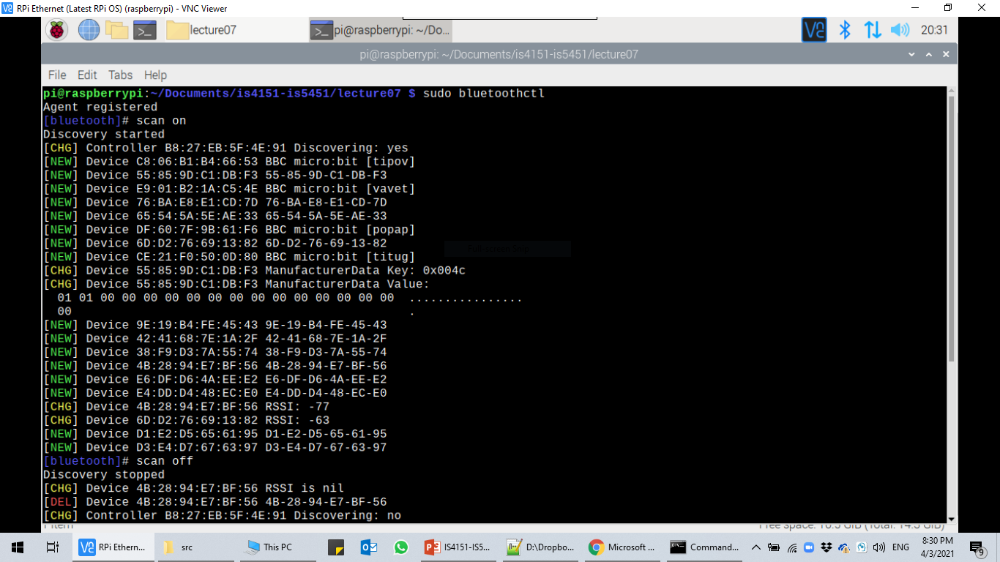 RPi Ethernet (Latest RPi OS) (raspberrypi) - VNC Viewer
lecture07
pi@raspberrypi: ~/Do...
20:31
pi@raspberrypi: ~/Documents/is4151-is5451/lecture07
File Edit Tabs Help
pi@raspberrypi:~/Documents/is4151-is5451/lecture07 $ sudo bluetoothctl
Agent registered
[bluetooth]# scan on
Discovery started
[CHG] Controller B8:27:EB:5F:4E:91 Discovering: yes
[NEW] Device C8:06:B1:B4:66:53 BBC micro:bit [tipov]
[NEW] Device 55:85:9D:C1:DB:F3 55-85-9D-C1-DB-F3
[NEW] Device E9:01:B2:1A:C5:4E BBC micro:bit [vavet]
[NEW] Device 76:BA:E8:E1:CD:7D 76-BA-E8-E1-CD-7D
[NEW] Device 65:54:5A:5E:AE:33 65-54-5A-5E-AE-33
[NEW] Device DF:60:7F:9B:61:F6 BBC micro:bit [popap]
[NEW] Device 6D:D2:76:69:13:82 6D-D2-76-69-13-82
[NEW] Device CE:21:F0:50:0D:80 BBC micro:bit [titug]
[CHG] Device 55:85:9D:C1:DB:F3 ManufacturerData Key: 0x004c
[CHG] Device 55:85:9D:C1:DB:F3 ManufacturerData Value:
01 01 00 00 00 00 00 00 00 00 00 00 00 00 00 00 ................
00 .
[NEW] Device 9E:19:B4:FE:45:43 9E-19-B4-FE-45-43
[NEW] Device 42:41:68:7E:1A:2F 42-41-68-7E-1A-2F
[NEW] Device 38:F9:D3:7A:55:74 38-F9-D3-7A-55-74
[NEW] Device 4B:28:94:E7:BF:56 4B-28-94-E7-BF-56
[NEW] Device E6:DF:D6:4A:EE:E2 E6-DF-D6-4A-EE-E2
[NEW] Device E4:DD:D4:48:EC:E0 E4-DD-D4-48-EC-E0
[CHG] Device 4B:28:94:E7:BF:56 RSSI: -77
[CHG] Device 6D:D2:76:69:13:82 RSSI: -63
[NEW] Device D1:E2:D5:65:61:95 D1-E2-D5-65-61-95
[NEW] Device D3:E4:D7:67:63:97 D3-E4-D7-67-63-97
[bluetooth]# scan off
Discovery stopped
[CHG] Device 4B:28:94:E7:BF:56 RSSI is nil
[DEL] Device 4B:28:94:E7:BF:56 4B-28-94-E7-BF-56
[CHG] Controller B8:27:EB:5F:4E:91 Discovering: no
1 item Free space: 10.5 GiB (Total: 14.3 GiB)
RPi Ethern... src This PC IS4151-IS5... D:\Dropbo... Microsoft ... Command... ENG 8:30 PM
4/3/2021 9